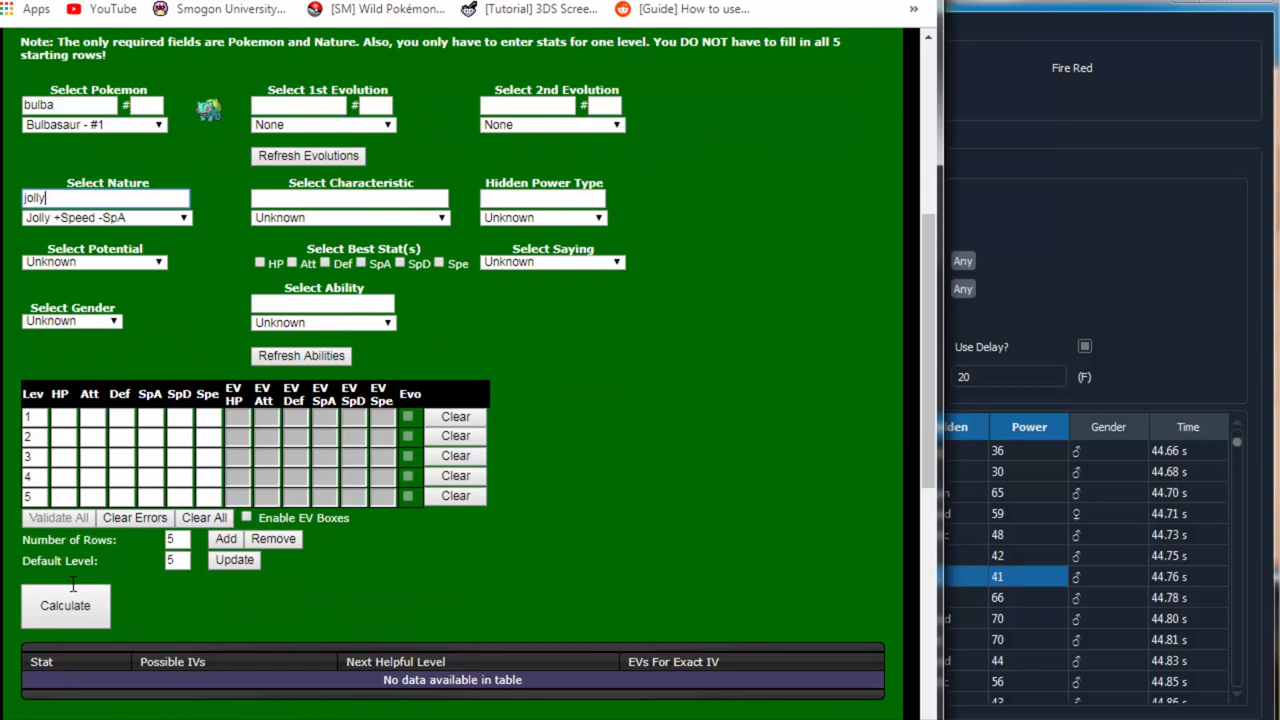 Apps YouTube Smogon University... [SM] Wild Pokémon... [Tutorial] 3DS Scree... [Guide] How to use... »
Note: The only required fields are Pokemon and Nature. Also, you only have to enter stats for one level. You DO NOT have to fill in all 5
starting rows!
Select Pokemon Select 1st Evolution Select 2nd Evolution
bulba # # #
Bulbasaur - #1 None None
Refresh Evolutions
Select Nature Select Characteristic Hidden Power Type
jolly
Jolly +Speed -SpA Unknown Unknown
Select Potential Select Best Stat(s) Select Saying
Unknown HP Att Def SpA SpD Spe Unknown
Select Ability
Select Gender
Unknown Unknown
Refresh Abilities
Lev HP Att Def SpA SpD Spe EV HP EV Att EV Def EV SpA EV SpD EV Spe Evo
1 Clear
2 Clear
3 Clear
4 Clear
5 Clear
Validate All Clear Errors Clear All Enable EV Boxes
Number of Rows: 5 Add Remove
Default Level: 5 Update
Calculate
Stat Possible IVs Next Helpful Level EVs For Exact IV
No data available in table
Fire Red
Any
Any
Use Delay?
20 (F)
Power Gender Time
36 ♂ 44.66 s
30 ♂ 44.68 s
65 ♂ 44.70 s
59 ♀ 44.71 s
48 ♂ 44.73 s
42 ♂ 44.75 s
41 ♂ 44.76 s
66 ♂ 44.78 s
70 ♂ 44.80 s
70 ♂ 44.81 s
44 ♂ 44.83 s
56 ♂ 44.85 s
44.86 s